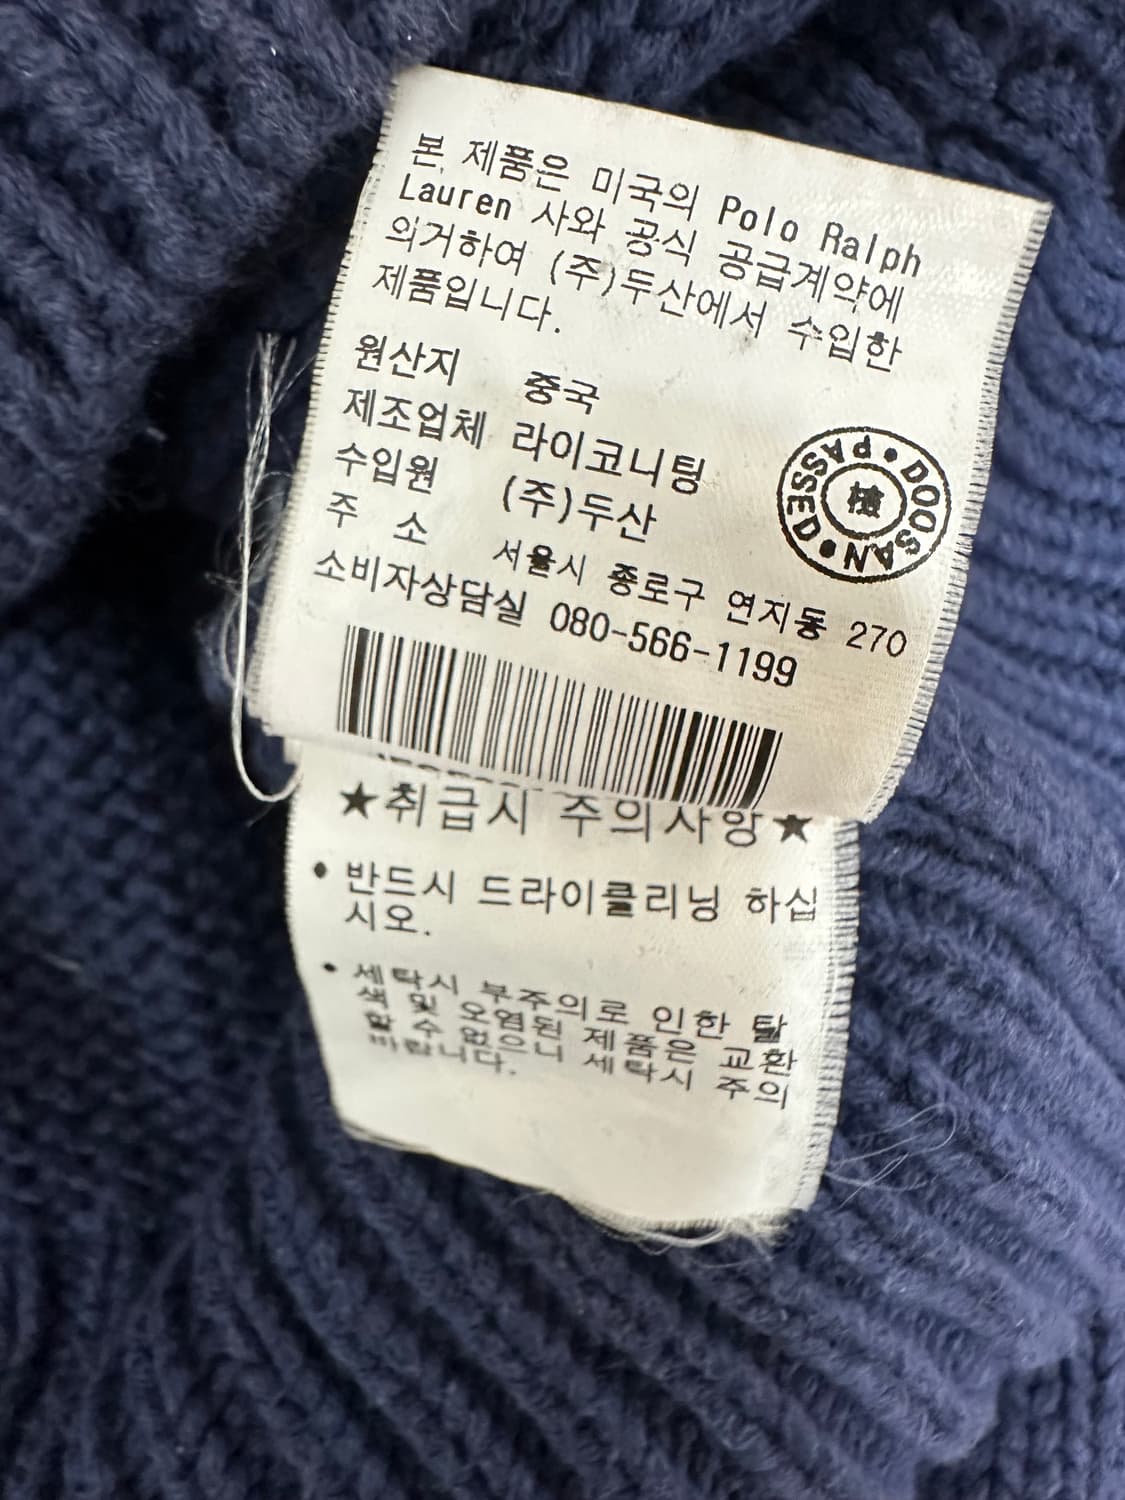 본 제품은 미국의 Polo Ralph
Lauren 사와 공식 공급계약에
의거하여 (주)두산에서 수입한
제품입니다.
원산지 중국
제조업체 라이코니팅
수입원 (주)두산
주 소 서울시 종로구 연지동 270
소비자상담실 080-566-1199
DOOSAN • PASSED •
檢
★취급시 주의사항★
• 반드시 드라이클리닝 하십
시오.
• 세탁시 부주의로 인한 탈
색 및 오염된 제품은 교환
할 수 없으니 세탁시 주의
바랍니다.